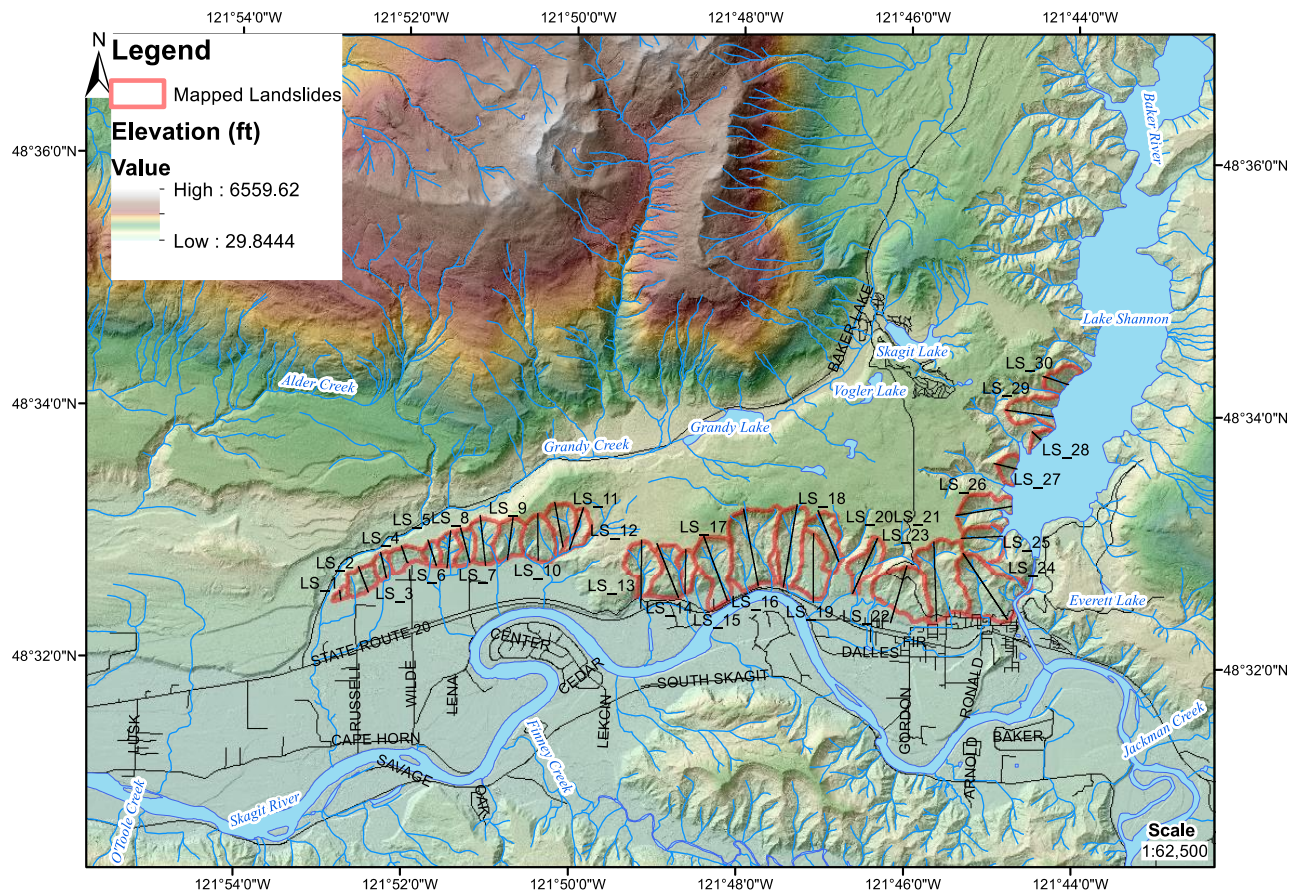 121°54'0"W 121°52'0"W 121°50'0"W 121°48'0"W 121°46'0"W 121°44'0"W
N
Legend
Mapped Landslides
Elevation (ft)
Value
High : 6559.62
Low : 29.8444
48°36'0"N
48°36'0"N
48°34'0"N
48°34'0"N
48°32'0"N
48°32'0"N
Baker River
Lake Shannon
BAKER LAKE
Skagit Lake
Vogler Lake
Alder Creek
Grandy Lake
Grandy Creek
LS_30
LS_29
LS_28
LS_27
LS_26
LS_25
LS_24
LS_11
LS_9
LS_18
LS_5
LS_8
LS_12
LS_17
LS_20
LS_21
LS_23
LS_4
LS_2
LS_1
LS_6
LS_7
LS_10
LS_3
LS_13
LS_14
LS_15
LS_16
LS_19
LS_22
Everett Lake
STATE ROUTE 20
CENTER
CEDAR
FIR
DALLES
RUSSELL
WILDE
LENA
LEKCIN
SOUTH SKAGIT
GORDON
RONALD
HUSK
CAPE HORN
SAVAGE
OAK
Finney Creek
ARNOLD
BAKER
Jackman Creek
Skagit River
O'Toole Creek
Scale
1:62,500
121°54'0"W 121°52'0"W 121°50'0"W 121°48'0"W 121°46'0"W 121°44'0"W